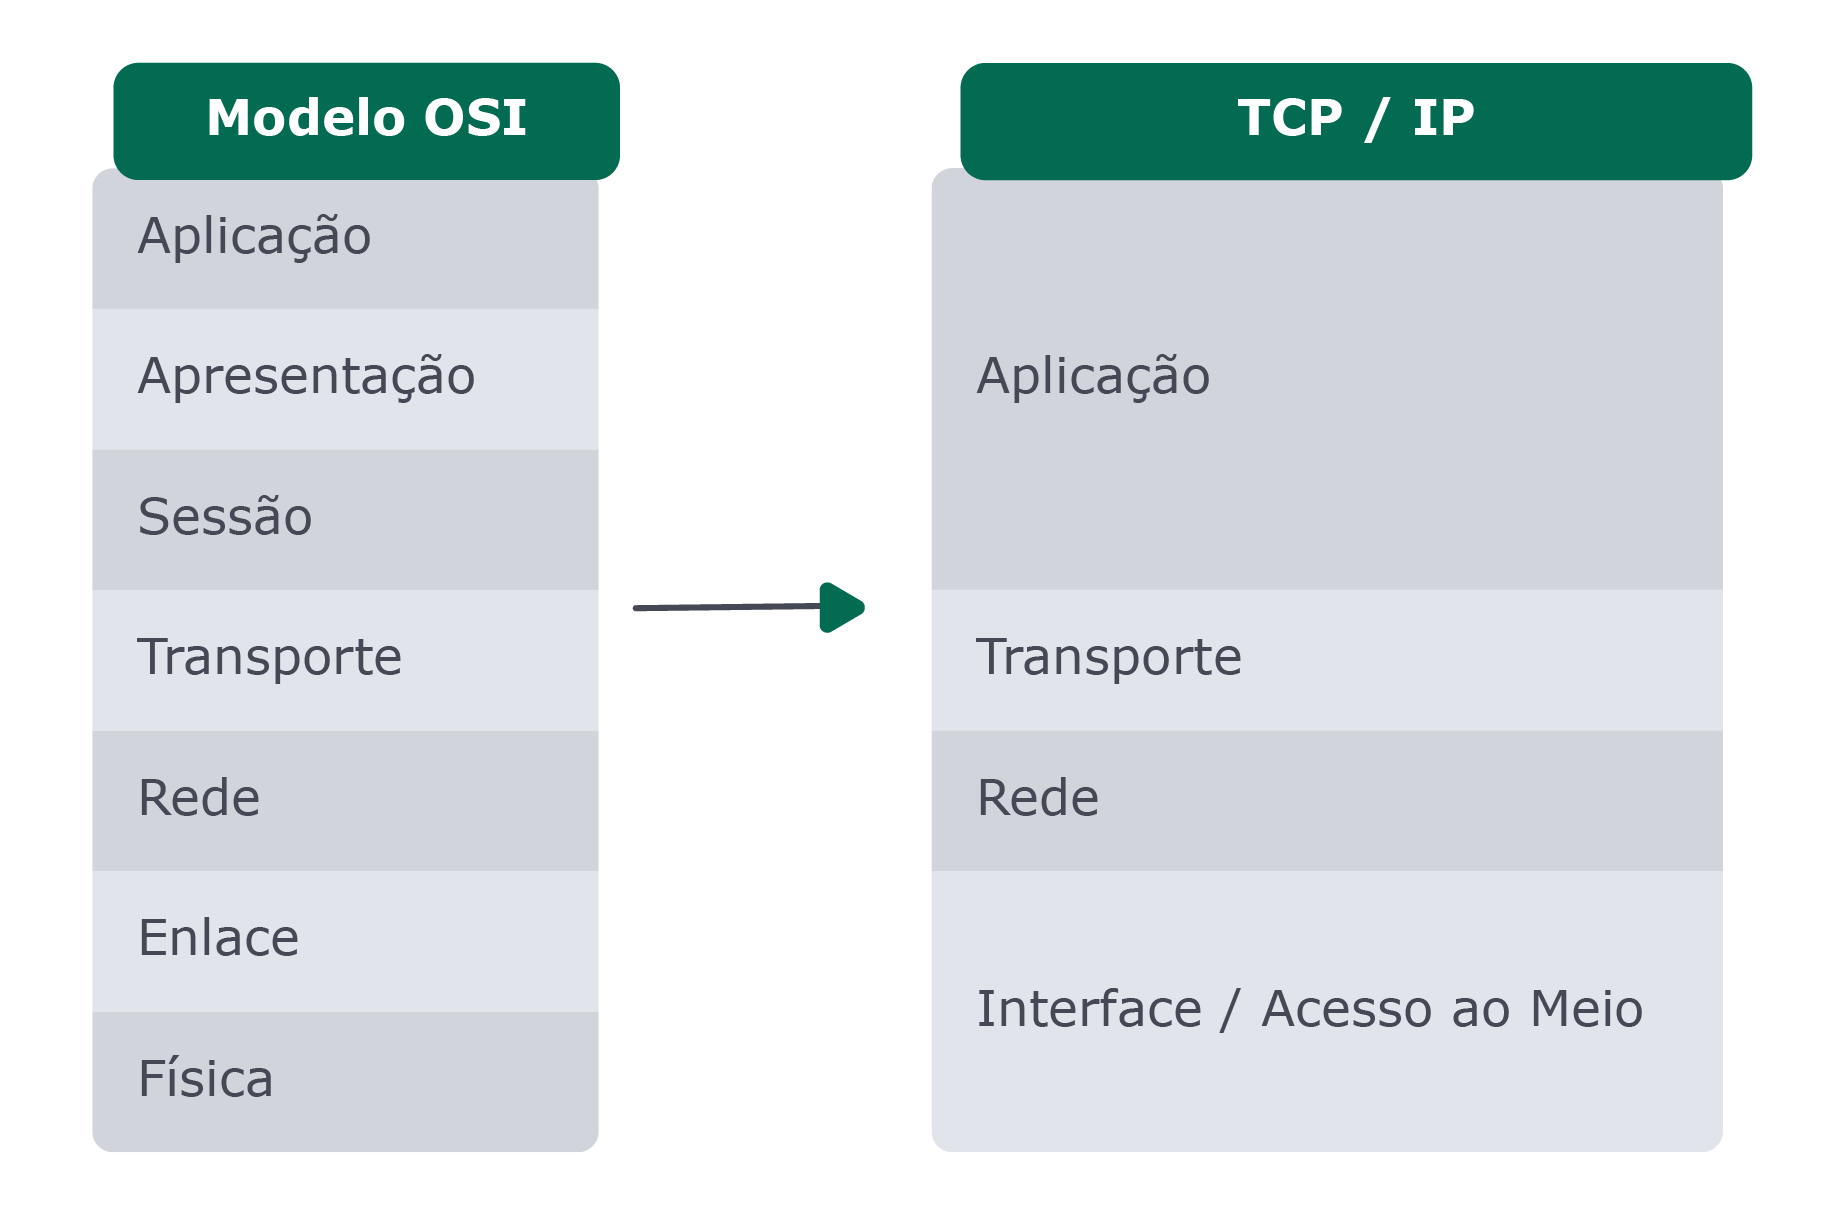 Modelo OSI
Aplicação
Apresentação
Sessão
Transporte
Rede
Enlace
Física
TCP / IP
Aplicação
Transporte
Rede
Interface / Acesso ao Meio